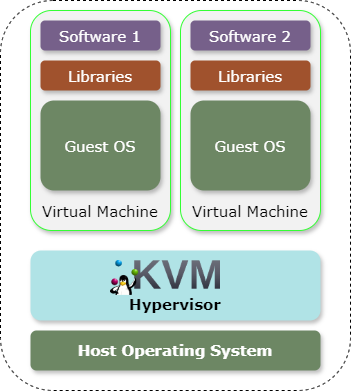 Software 1
Libraries
Guest OS
Virtual Machine
Software 2
Libraries
Guest OS
Virtual Machine
KVM
Hypervisor
Host Operating System